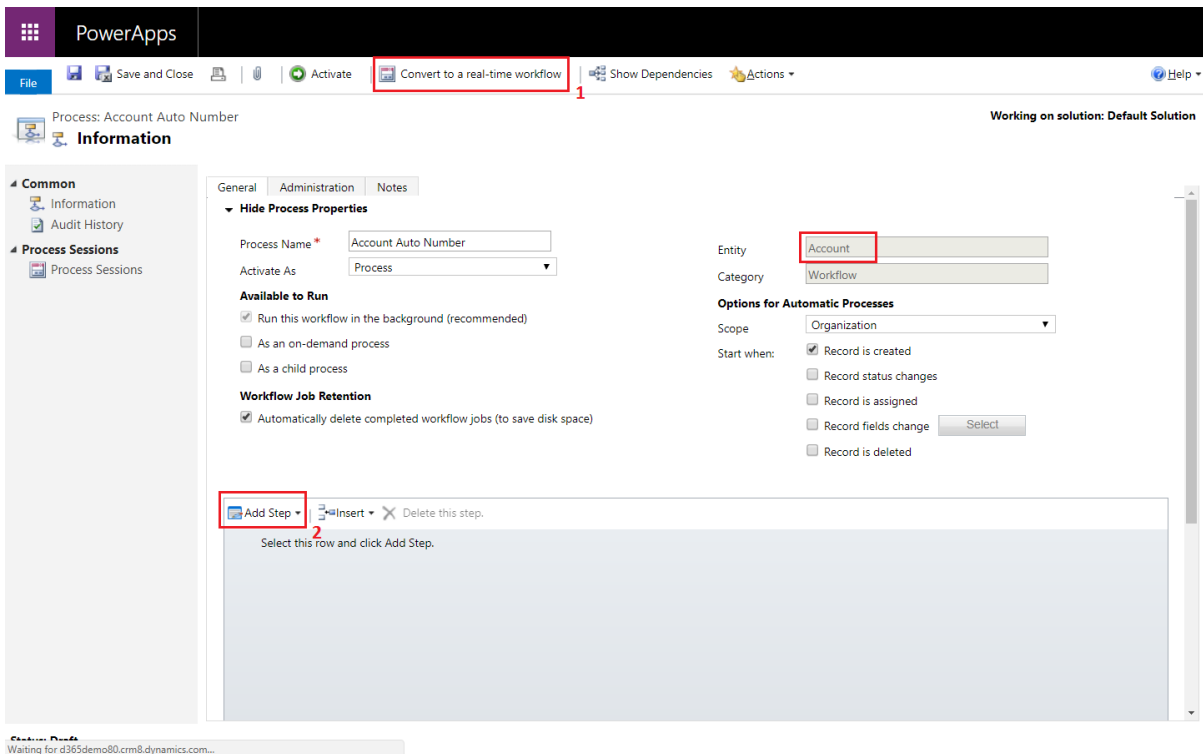 PowerApps
File
Save and Close
Activate
Convert to a real-time workflow
1
Show Dependencies
Actions
Help
Process: Account Auto Number
Information
Working on solution: Default Solution
Common
Information
Audit History
Process Sessions
Process Sessions
General
Administration
Notes
Hide Process Properties
Process Name *
Account Auto Number
Activate As
Process
Available to Run
Run this workflow in the background (recommended)
As an on-demand process
As a child process
Workflow Job Retention
Automatically delete completed workflow jobs (to save disk space)
Entity
Account
Category
Workflow
Options for Automatic Processes
Scope
Organization
Start when:
Record is created
Record status changes
Record is assigned
Record fields change
Select
Record is deleted
Add Step
2
Insert
Delete this step.
Select this row and click Add Step.
Status: Draft
Waiting for d365demo80.crm8.dynamics.com...